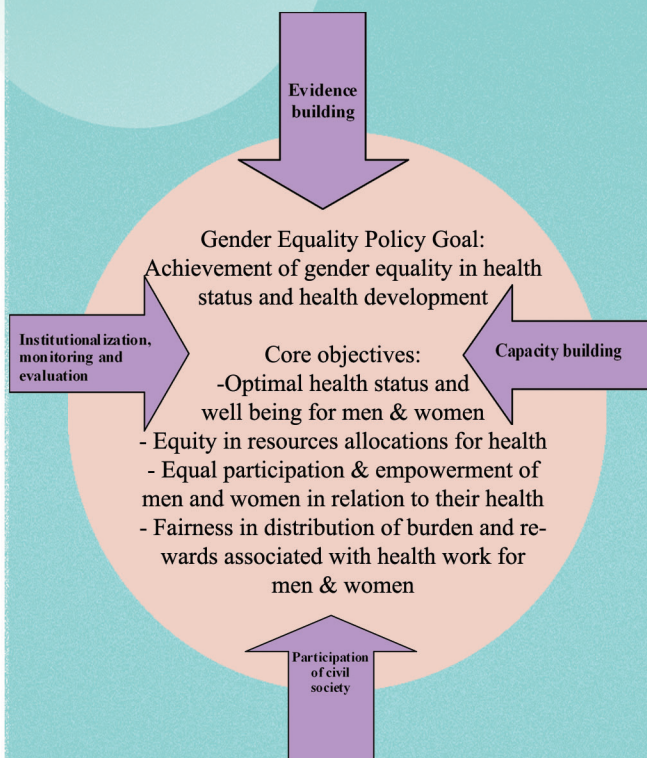 Evidence
building
Gender Equality Policy Goal:
Achievement of gender equality in health
status and health development
Institutionalization,
monitoring and
evaluation
Capacity building
Core objectives:
-Optimal health status and
well being for men & women
- Equity in resources allocations for health
- Equal participation & empowerment of
men and women in relation to their health
- Fairness in distribution of burden and re-
wards associated with health work for
men & women
Participation
of civil
society